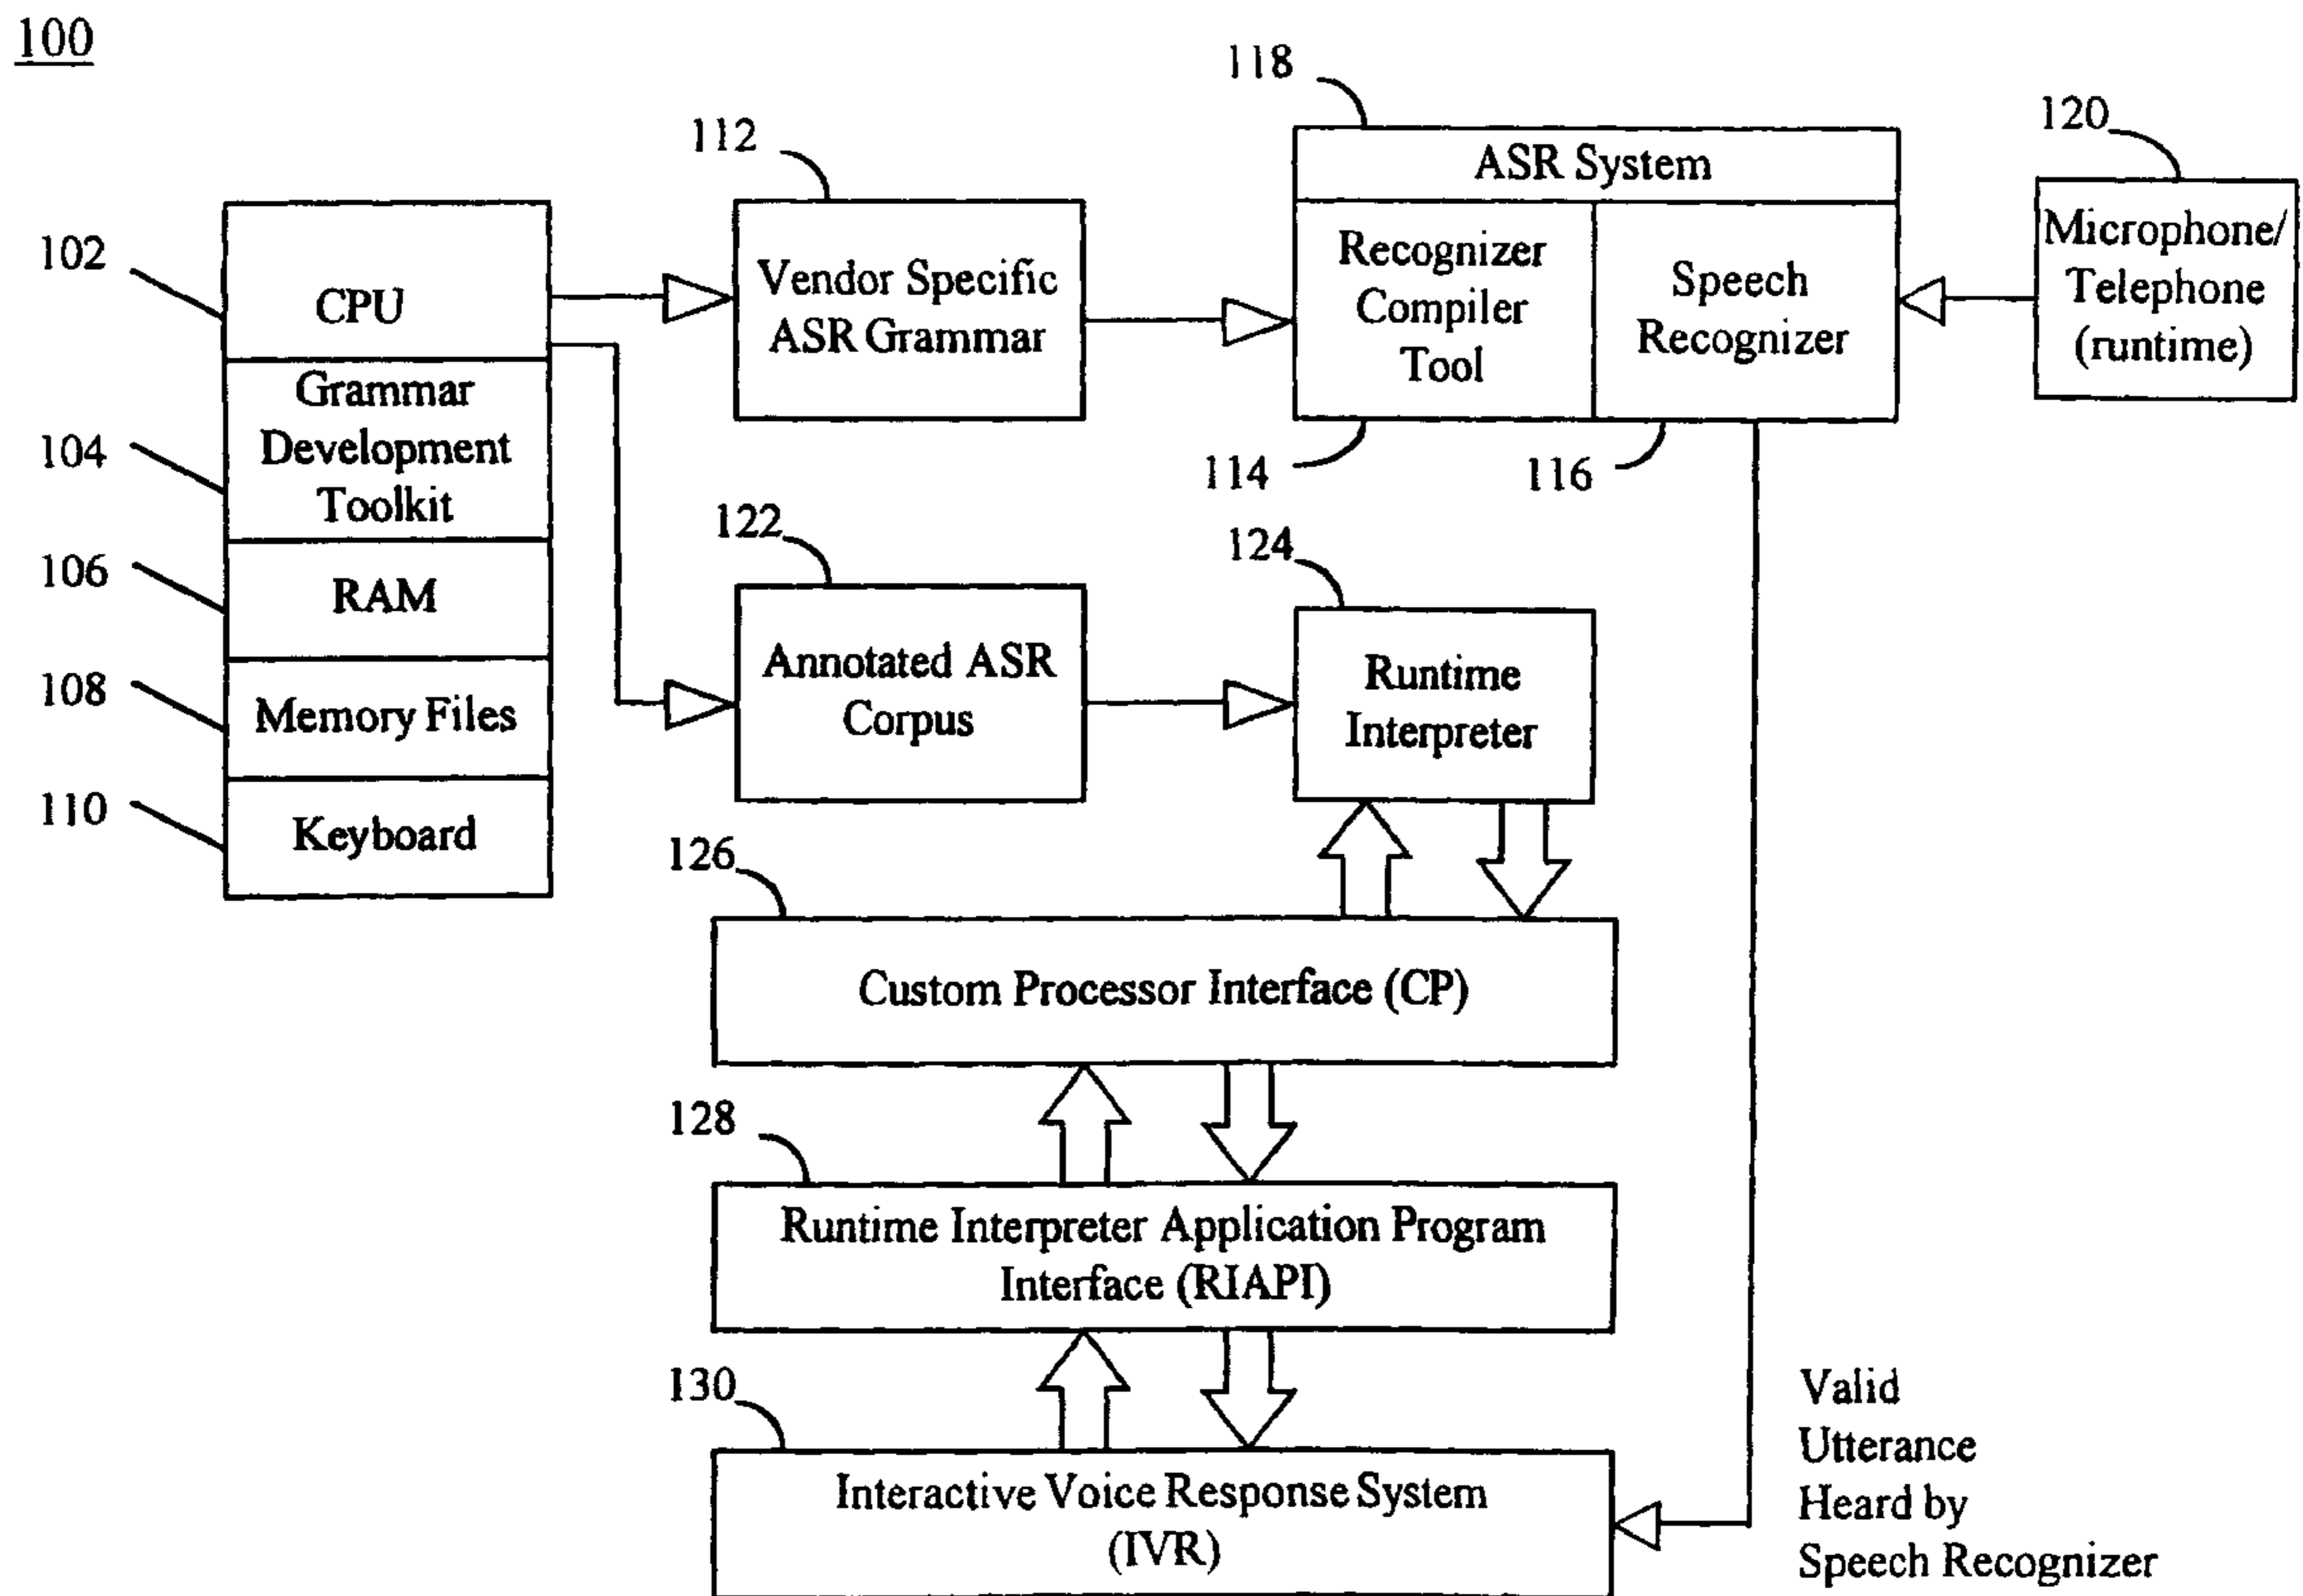 100
118
112
120
ASR System
102
CPU
Vendor Specific
ASR Grammar
Recognizer
Compiler
Tool
Speech
Recognizer
Microphone/
Telephone
(runtime)
104
Grammar
Development
Toolkit
114
116
106
RAM
122
124
108
Memory Files
Annotated ASR
Corpus
Runtime
Interpreter
110
Keyboard
126
Custom Processor Interface (CP)
128
Runtime Interpreter Application Program
Interface (RIAPI)
130
Interactive Voice Response System
(IVR)
Valid
Utterance
Heard by
Speech Recognizer